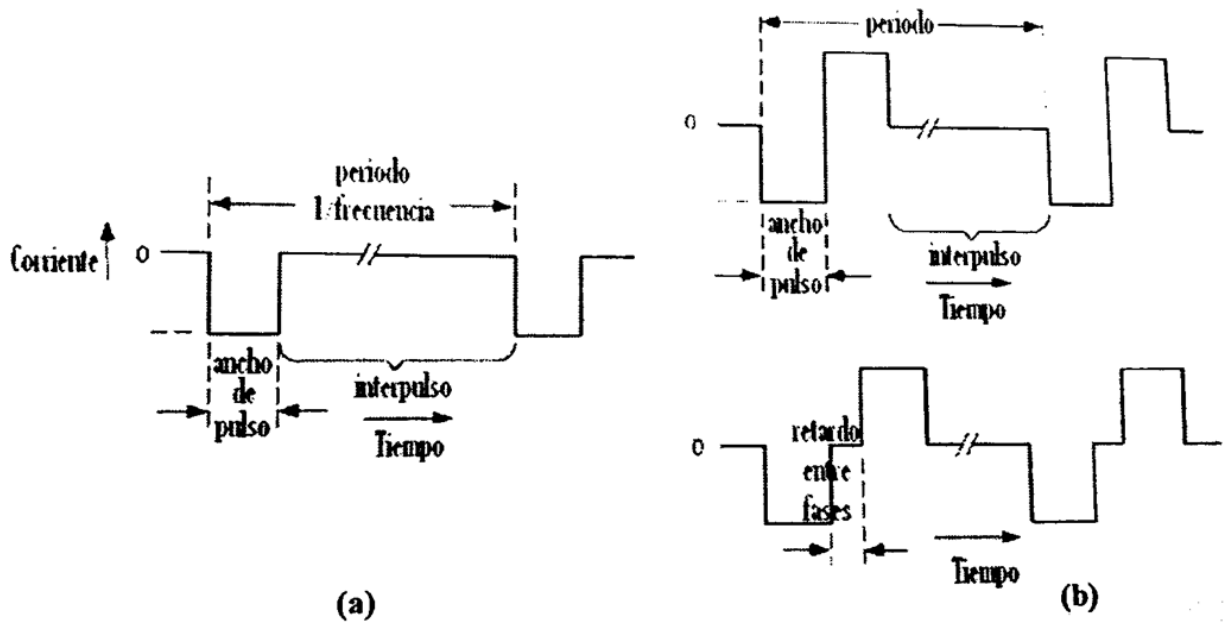 periodo
1/frecuencia
Corriente
0
ancho
de
pulso
interpulso
Tiempo
(a)
periodo
0
ancho
de
pulso
interpulso
Tiempo
0
retardo
entre
fases
Tiempo
(b)